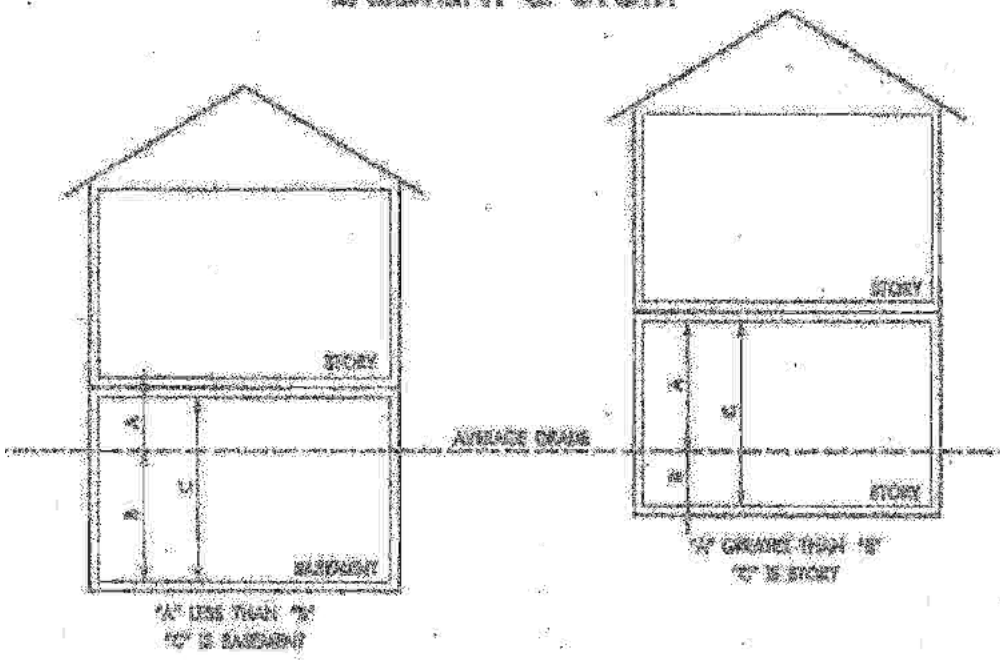 STORY
STORY
A
A
C
AVERAGE GRADE
B
C
STORY
B
BASEMENT
"A" GREATER THAN "B"
"C" IS STORY
"A" LESS THAN "B"
"C" IS BASEMENT